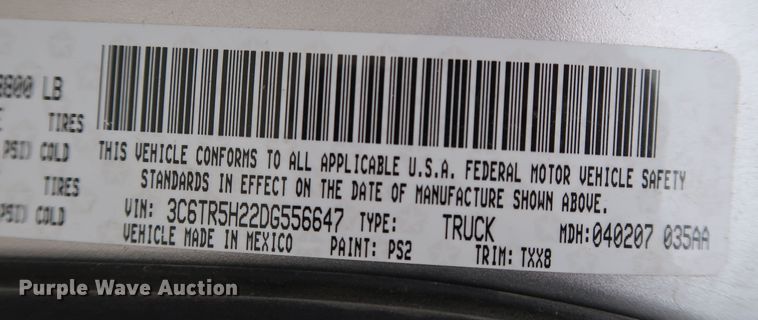 8800 LB
TIRES
PSI) COLD
TIRES
PSI) COLD
THIS VEHICLE CONFORMS TO ALL APPLICABLE U.S.A. FEDERAL MOTOR VEHICLE SAFETY
STANDARDS IN EFFECT ON THE DATE OF MANUFACTURE SHOWN ABOVE.
VIN: 3C6TR5H22DG556647 TYPE: TRUCK MDH:040207 035AA
VEHICLE MADE IN MEXICO PAINT: PS2 TRIM: TXX8
Purple Wave Auction